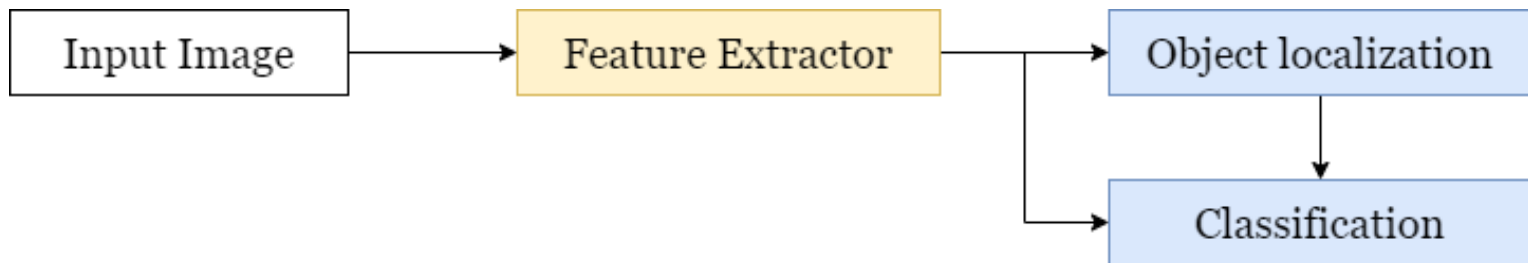 Input Image
Feature Extractor
Object localization
Classification